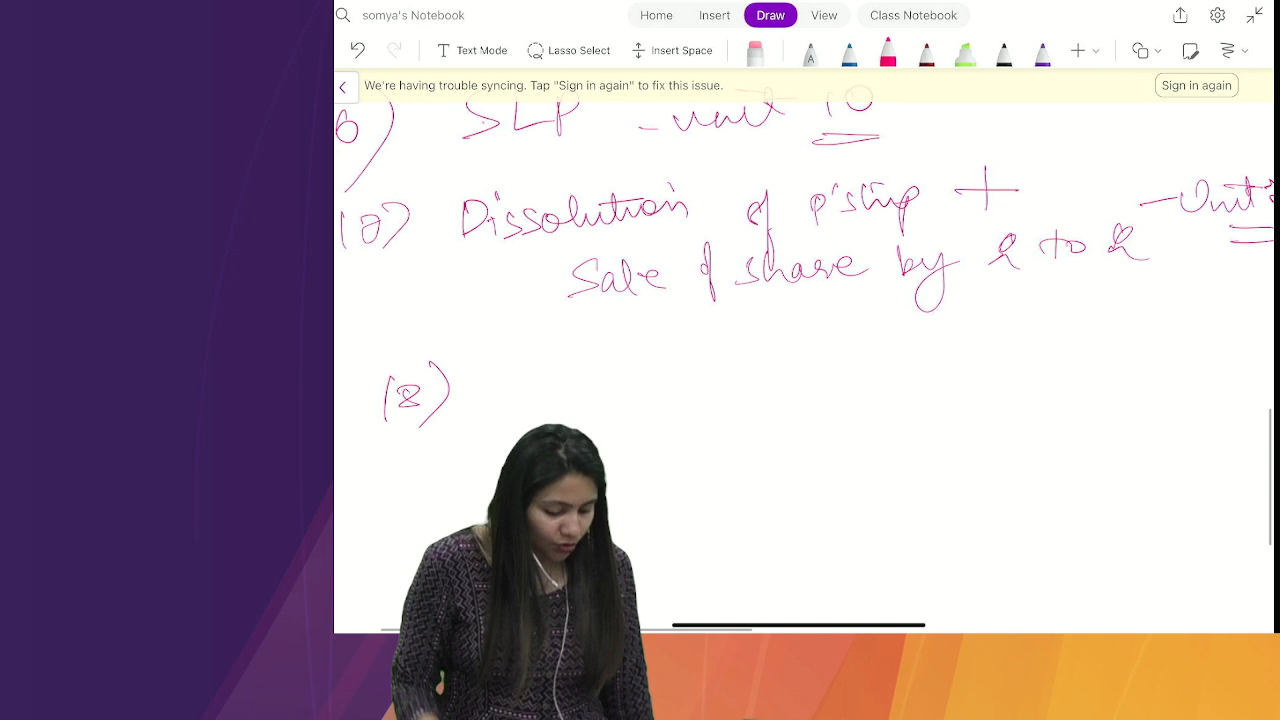 somya's Notebook
Home Insert Draw View Class Notebook
Text Mode Lasso Select Insert Space
We're having trouble syncing. Tap "Sign in again" to fix this issue. Sign in again
6) SLP - unit 10
(7) Dissolution of p'ship + - Unit
Sale of share by R to R
(8)